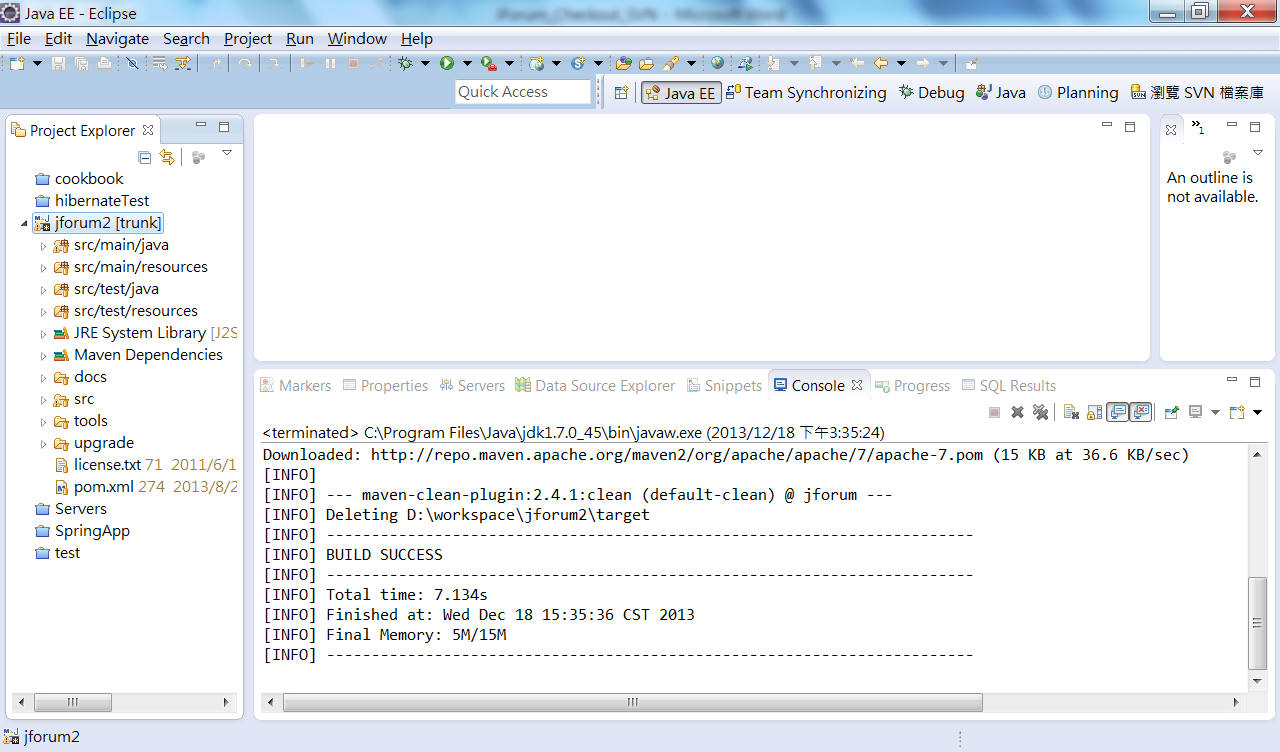 Java EE - Eclipse
jForum_Checkout_SVN - Microsoft Word
File Edit Navigate Search Project Run Window Help
Quick Access
Java EE Team Synchronizing Debug Java Planning 瀏覽 SVN 檔案庫
Project Explorer
cookbook
hibernateTest
jforum2 [trunk]
src/main/java
src/main/resources
src/test/java
src/test/resources
JRE System Library [J2S
Maven Dependencies
docs
src
tools
upgrade
license.txt 71 2011/6/1
pom.xml 274 2013/8/2
Servers
SpringApp
test
»1
An outline is
not available.
Markers Properties Servers Data Source Explorer Snippets Console Progress SQL Results
<terminated> C:\Program Files\Java\jdk1.7.0_45\bin\javaw.exe (2013/12/18 下午3:35:24)
Downloaded: http://repo.maven.apache.org/maven2/org/apache/apache/7/apache-7.pom (15 KB at 36.6 KB/sec)
[INFO]
[INFO] --- maven-clean-plugin:2.4.1:clean (default-clean) @ jforum ---
[INFO] Deleting D:\workspace\jforum2\target
[INFO] ------------------------------------------------------------------------
[INFO] BUILD SUCCESS
[INFO] ------------------------------------------------------------------------
[INFO] Total time: 7.134s
[INFO] Finished at: Wed Dec 18 15:35:36 CST 2013
[INFO] Final Memory: 5M/15M
[INFO] ------------------------------------------------------------------------
jforum2